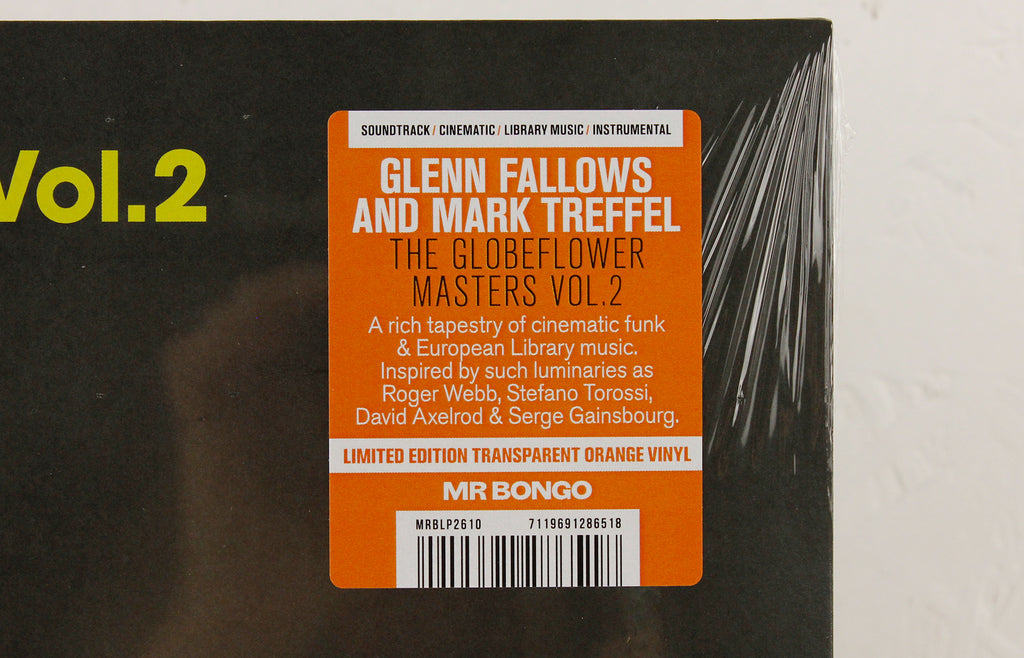 Vol.2
SOUNDTRACK / CINEMATIC / LIBRARY MUSIC / INSTRUMENTAL
GLENN FALLOWS
AND MARK TREFFEL
THE GLOBEFLOWER
MASTERS VOL.2
A rich tapestry of cinematic funk
& European Library music.
Inspired by such luminaries as
Roger Webb, Stefano Torossi,
David Axelrod & Serge Gainsbourg.
LIMITED EDITION TRANSPARENT ORANGE VINYL
MR BONGO
MRBLP2610 7119691286518